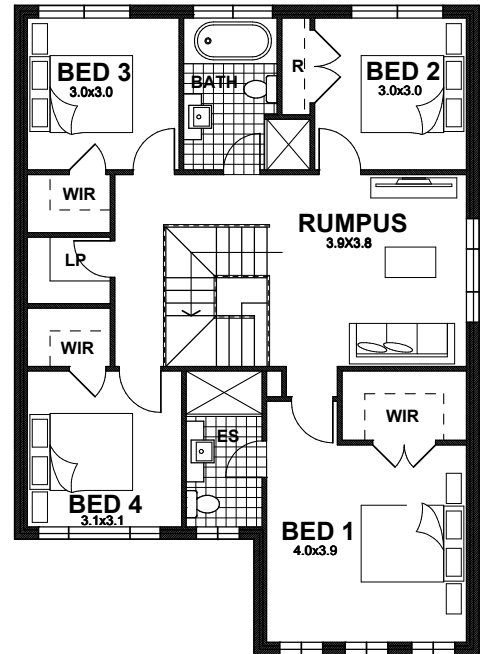 BED 3
3.0x3.0
BATH
R
BED 2
3.0x3.0
WIR
RUMPUS
3.9X3.8
LP
WIR
WIR
ES
BED 4
3.1x3.1
BED 1
4.0x3.9